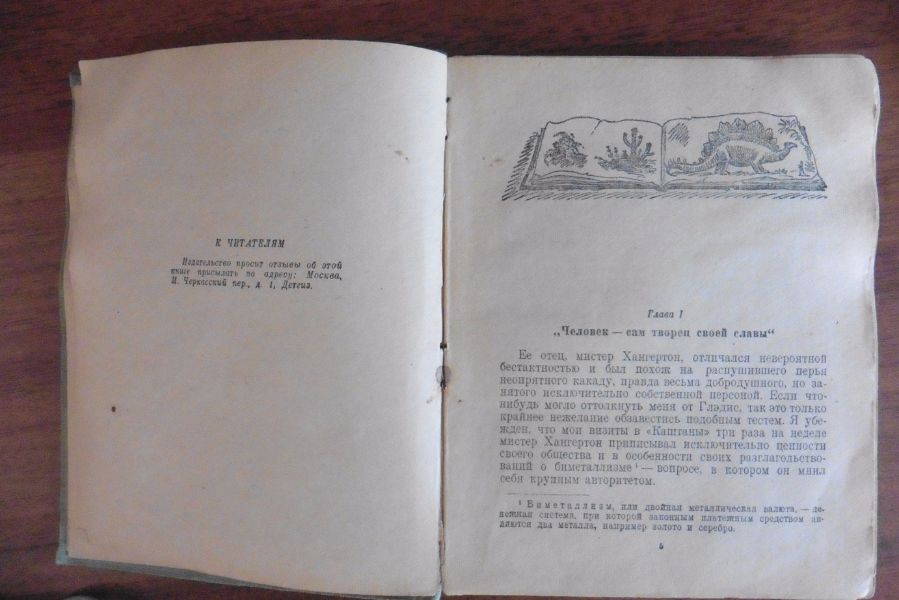 К ЧИТАТЕЛЯМ
Издательство просит отзывы об этой
книге присылать по адресу: Москва,
М. Черкасский пер., д. 1, Детгиз.
Глава 1
„Человек — сам творец своей славы“
Ее отец, мистер Хангертон, отличался невероятной
бестактностью и был похож на распушившего перья
неопрятного какаду, правда весьма добродушного, но за-
нятого исключительно собственной персоной. Если что-
нибудь могло оттолкнуть меня от Глэдис, так это только
крайнее нежелание обзавестись подобным тестем. Я убе-
жден, что мои визиты в «Каштаны» три раза на неделе
мистер Хангертон приписывал исключительно ценности
своего общества и в особенности своих разглагольство-
ваний о биметаллизме¹ — вопросе, в котором он мнил
себя крупным авторитетом.
¹ Биметаллизм, или двойная металлическая валюта, — де-
нежная система, при которой законным платежным средством яв-
ляются два металла, например золото и серебро.
5